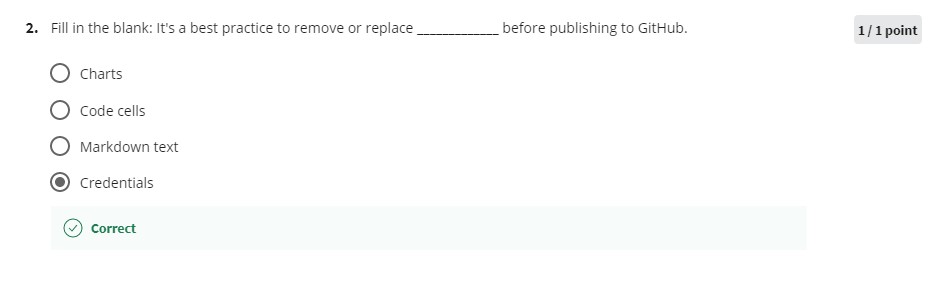 2. Fill in the blank: It's a best practice to remove or replace _____________ before publishing to GitHub.
1 / 1 point
Charts
Code cells
Markdown text
Credentials
Correct